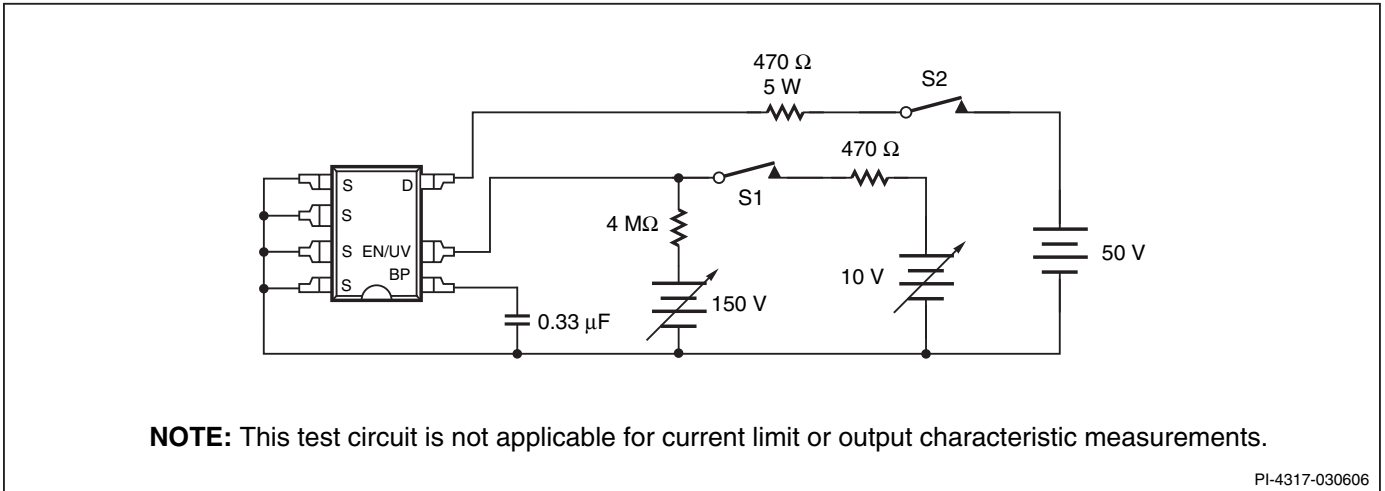 470 Ω
5 W
S2
470 Ω
S1
S D
S
S EN/UV
BP
S
4 MΩ
150 V
10 V
50 V
0.33 μF
NOTE: This test circuit is not applicable for current limit or output characteristic measurements.
PI-4317-030606